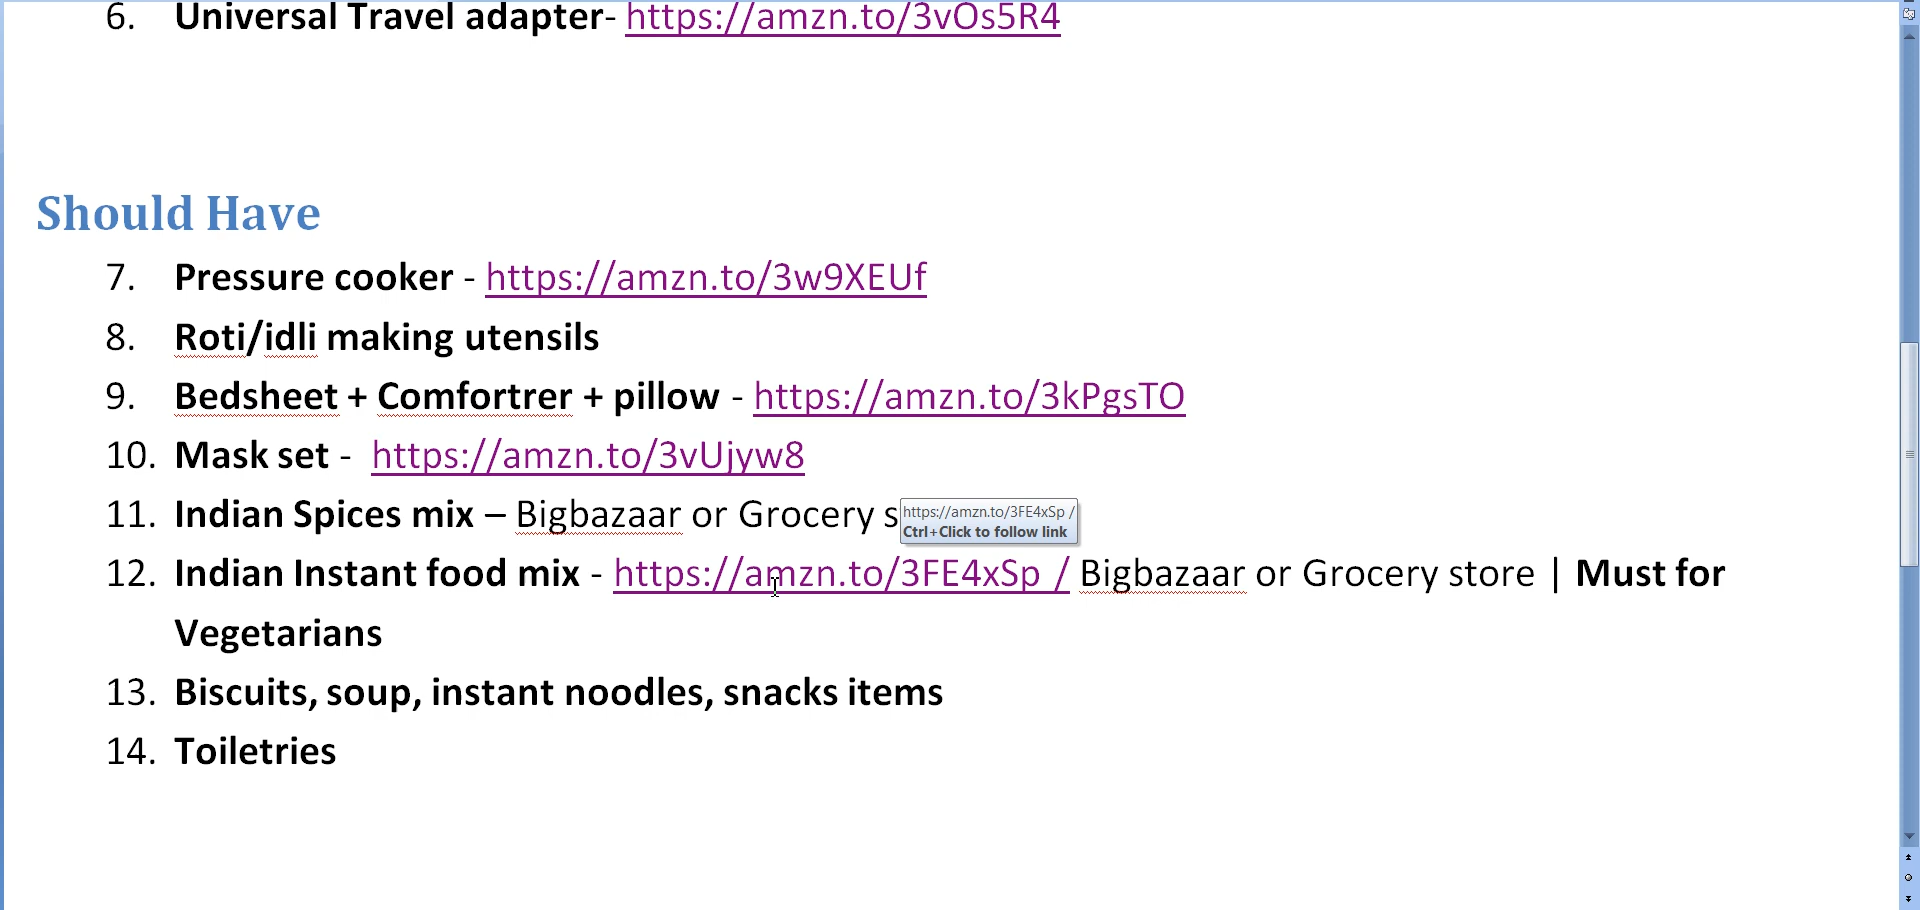 6. Universal Travel adapter- https://amzn.to/3vOs5R4
Should Have
7. Pressure cooker - https://amzn.to/3w9XEUf
8. Roti/idli making utensils
9. Bedsheet + Comfortrer + pillow - https://amzn.to/3kPgsTO
10. Mask set - https://amzn.to/3vUjyw8
11. Indian Spices mix – Bigbazaar or Grocery s
https://amzn.to/3FE4xSp /
Ctrl+Click to follow link
12. Indian Instant food mix - https://amzn.to/3FE4xSp / Bigbazaar or Grocery store | Must for
Vegetarians
13. Biscuits, soup, instant noodles, snacks items
14. Toiletries